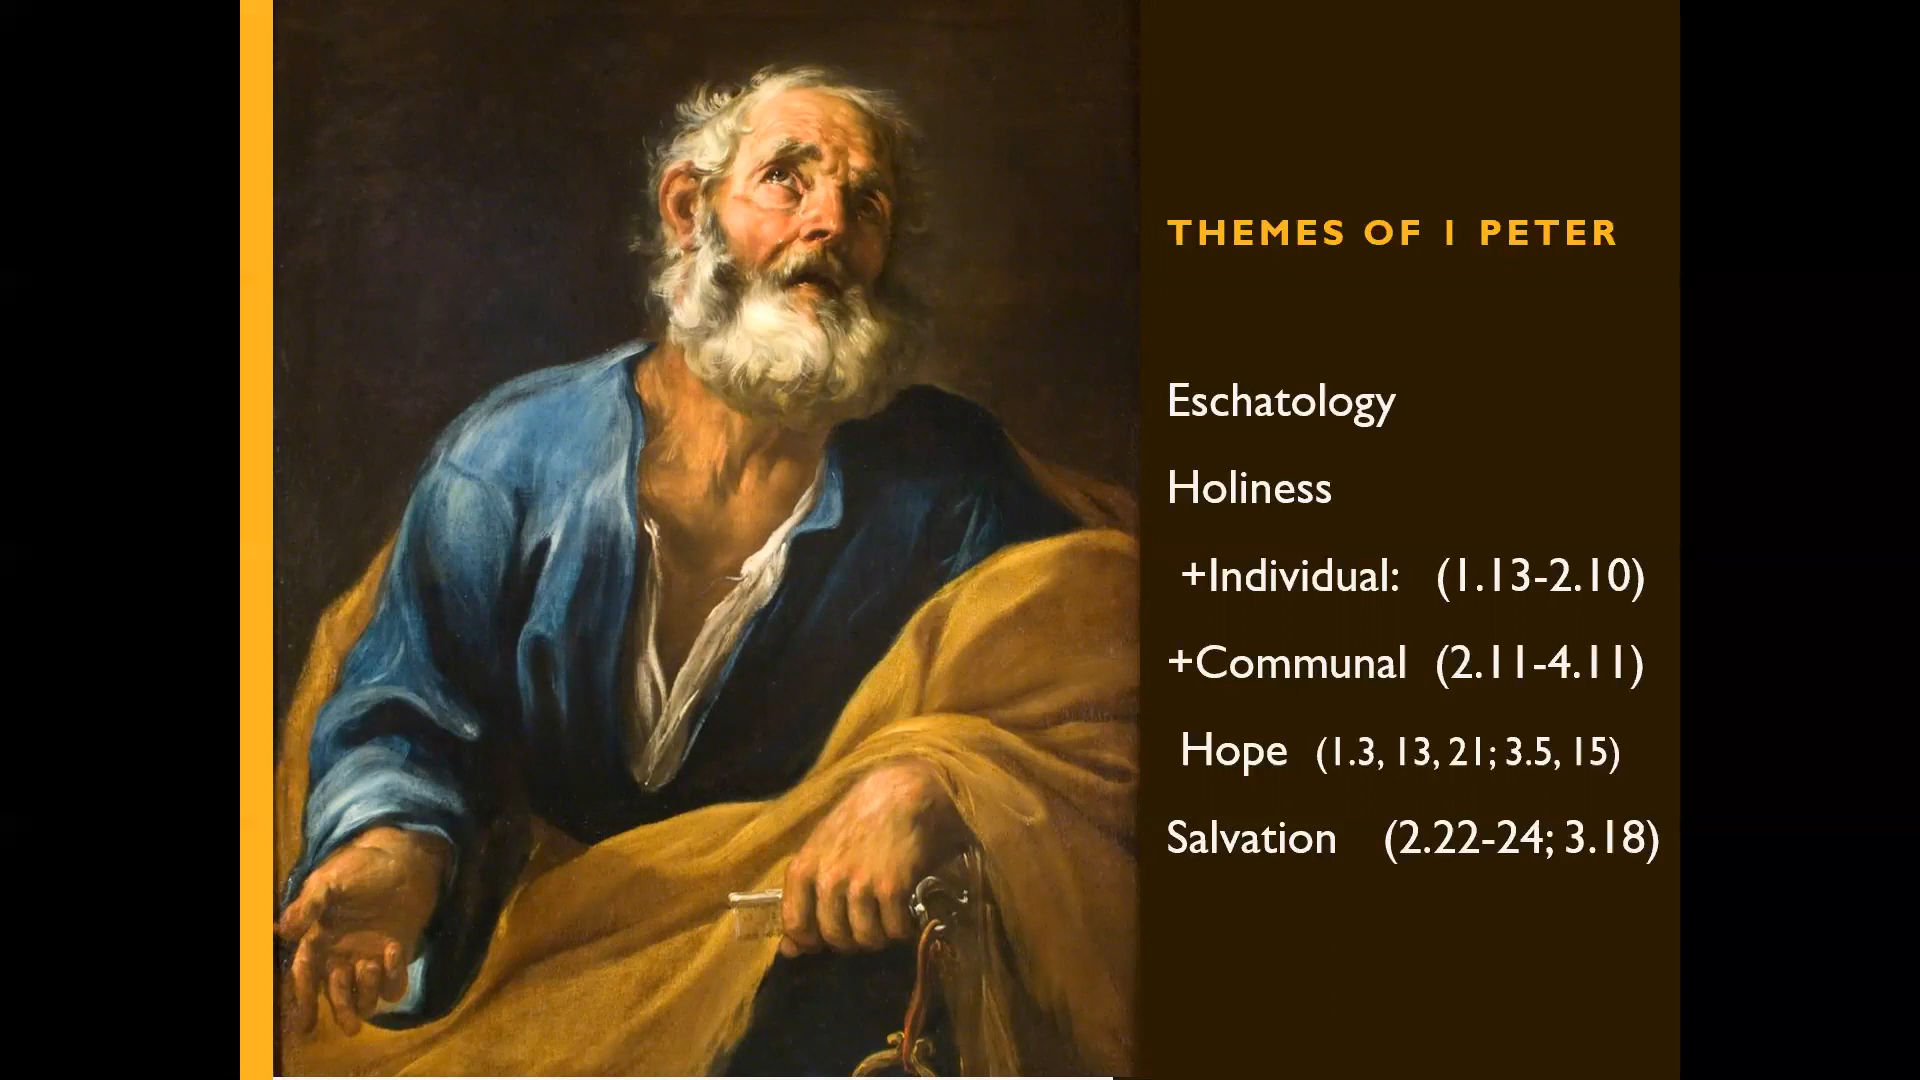 THEMES OF 1 PETER
Eschatology
Holiness
+Individual: (1.13-2.10)
+Communal (2.11-4.11)
Hope (1.3, 13, 21; 3.5, 15)
Salvation (2.22-24; 3.18)